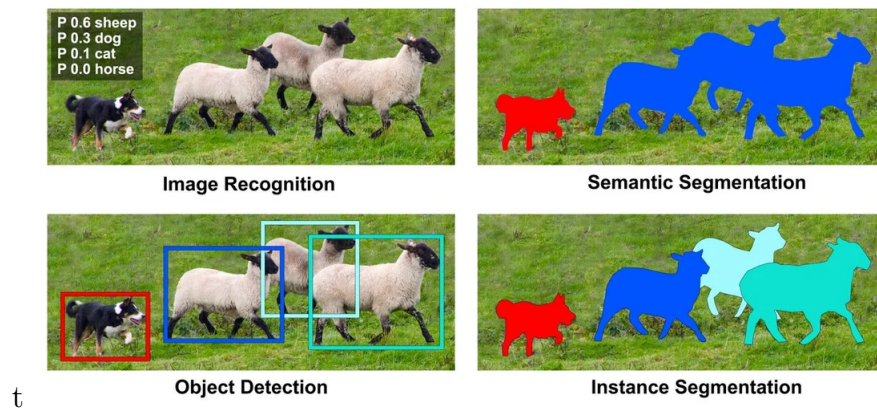 P 0.6 sheep
P 0.3 dog
P 0.1 cat
P 0.0 horse
Image Recognition
Semantic Segmentation
Object Detection
Instance Segmentation
t